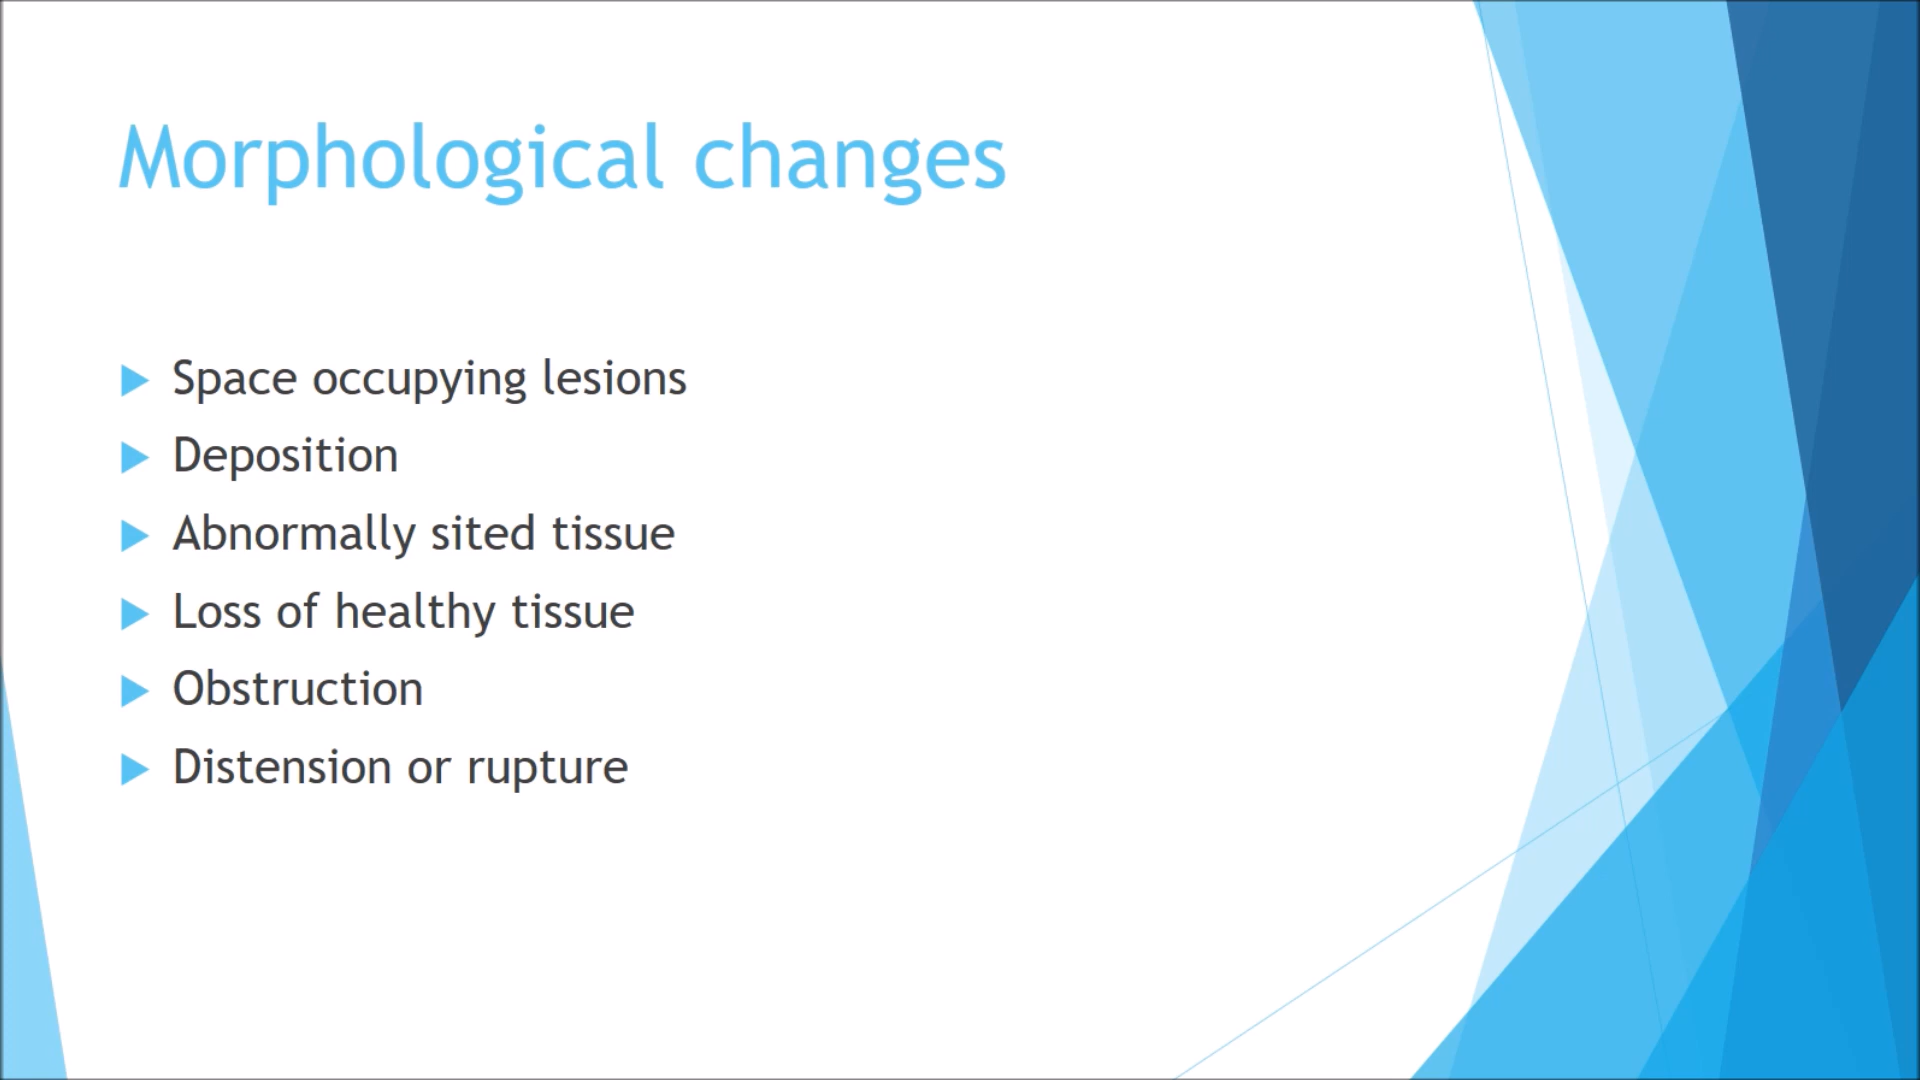 Morphological changes
Space occupying lesions
Deposition
Abnormally sited tissue
Loss of healthy tissue
Obstruction
Distension or rupture